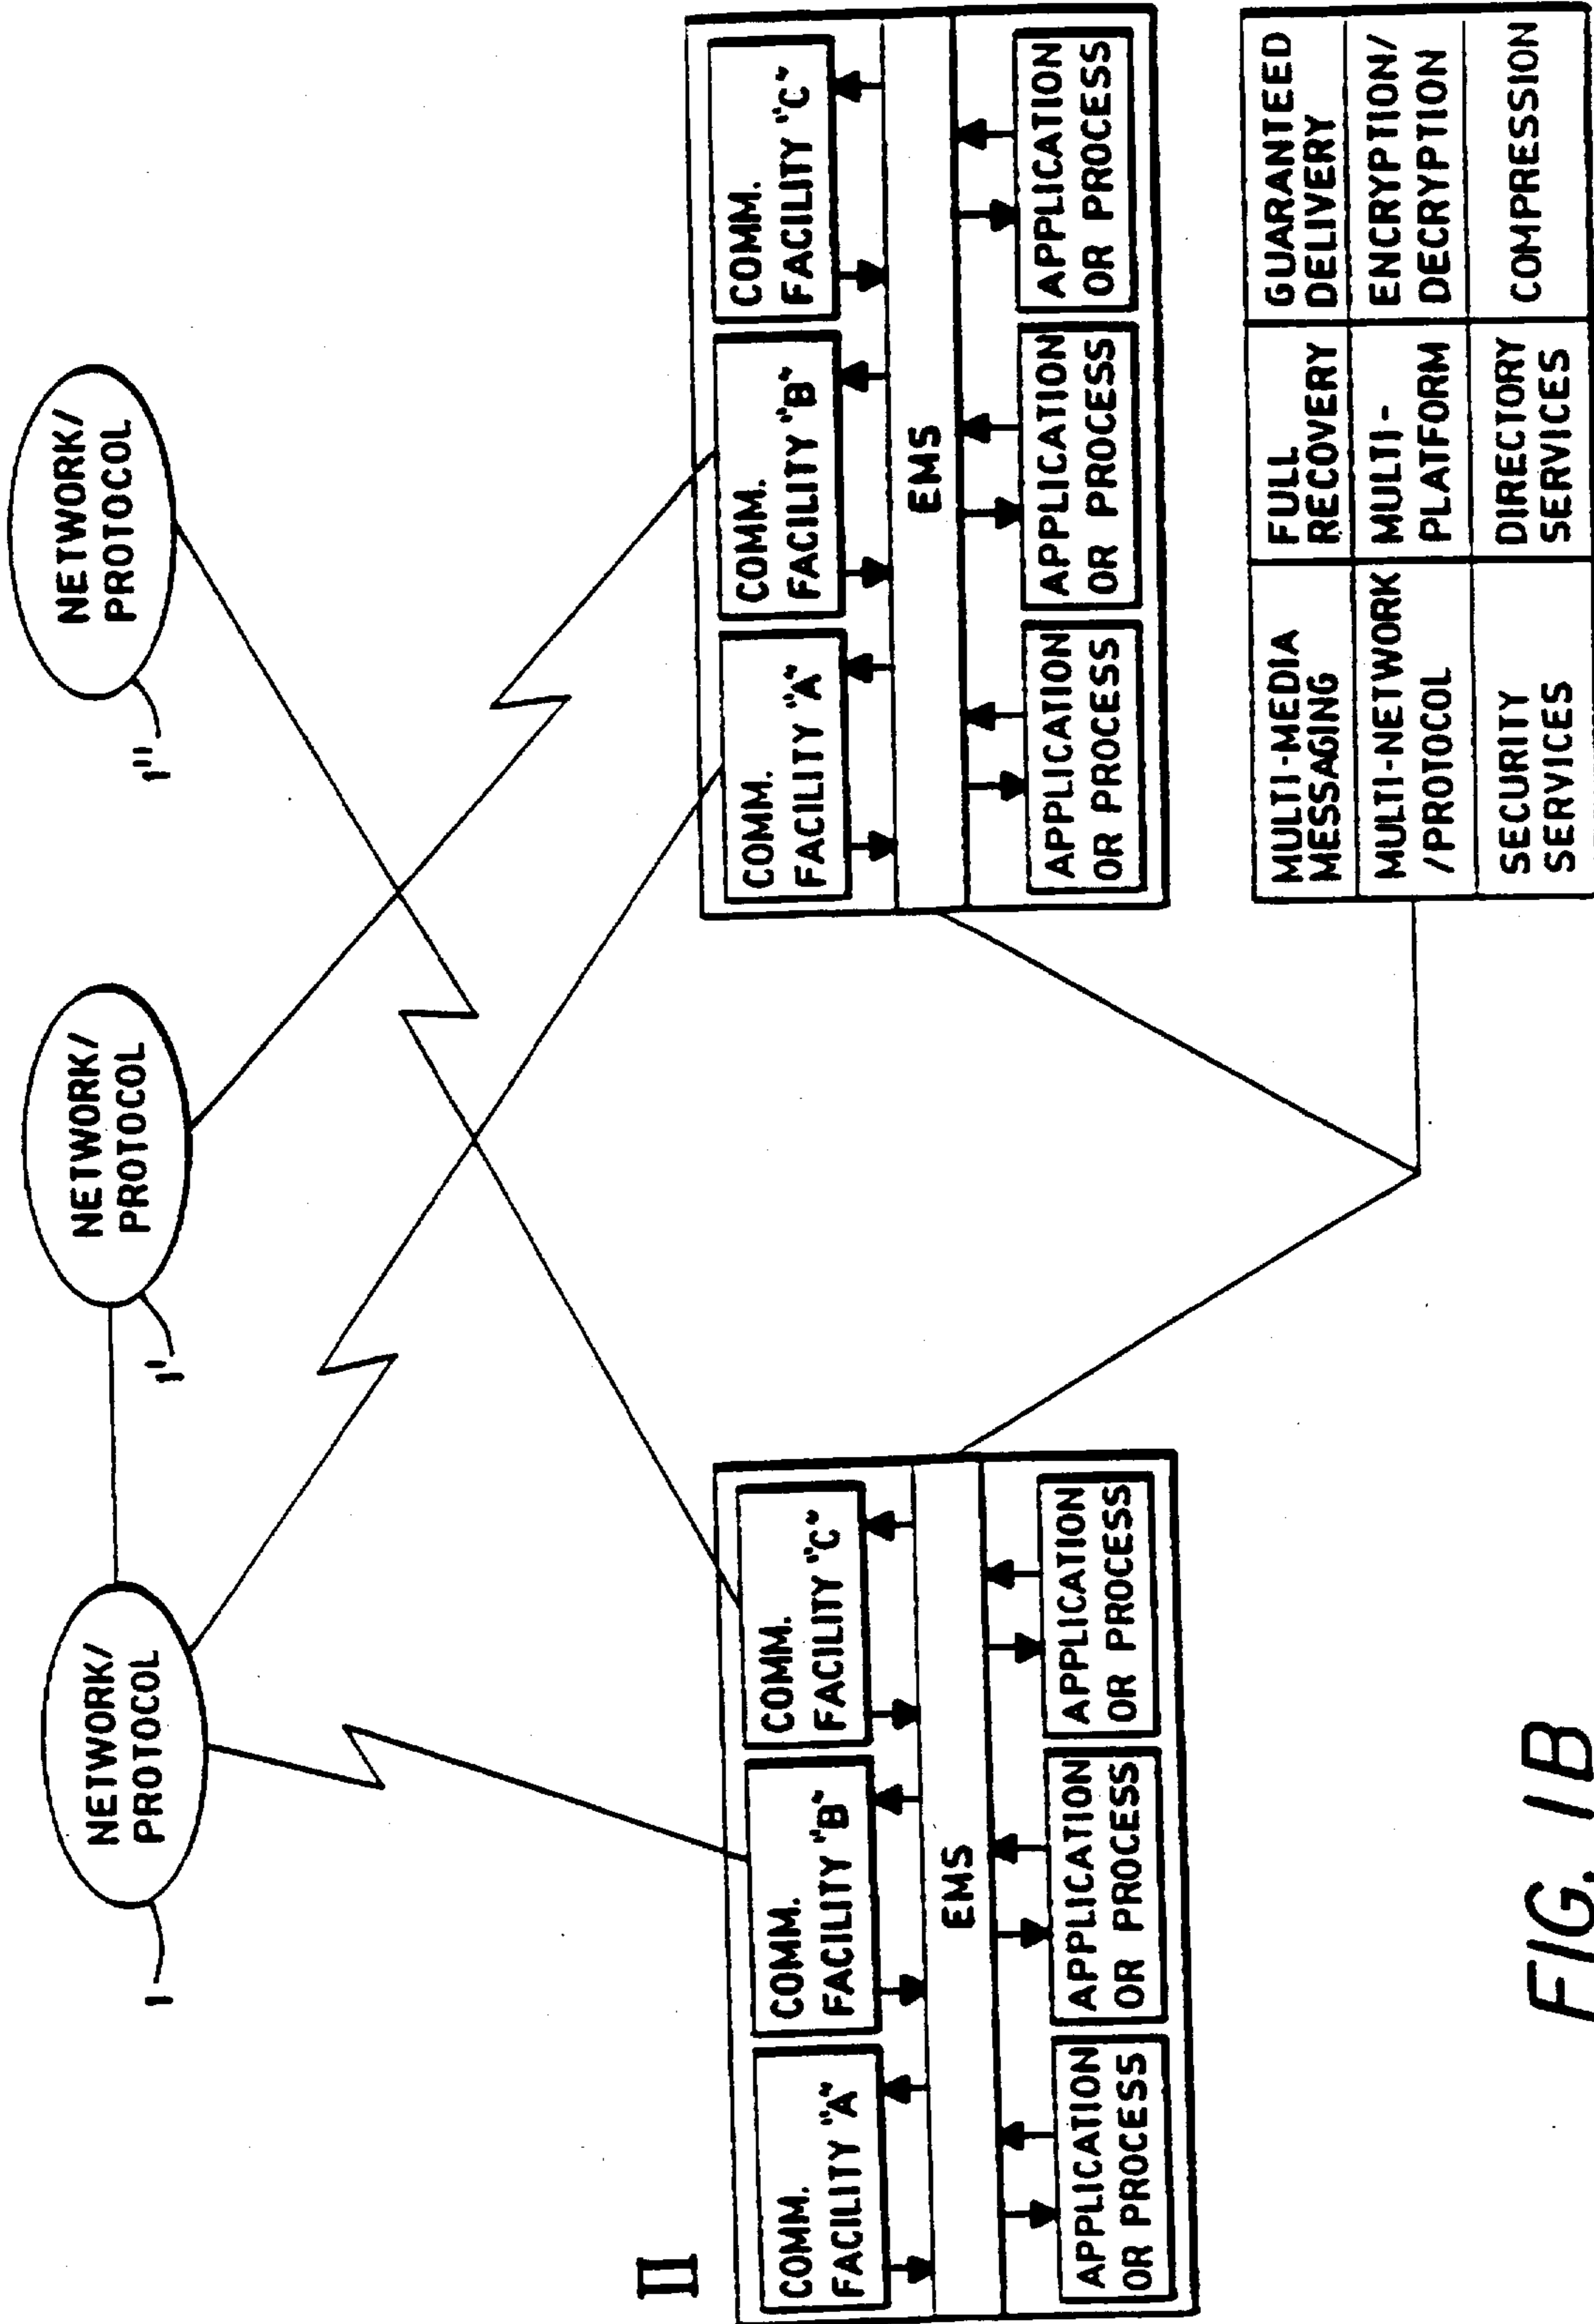 NETWORK/
PROTOCOL
1
NETWORK/
PROTOCOL
1'
NETWORK/
PROTOCOL
1''
II
COMM.
FACILITY "A"
COMM.
FACILITY "B"
COMM.
FACILITY "C"
EMS
APPLICATION
OR PROCESS
APPLICATION
OR PROCESS
APPLICATION
OR PROCESS
COMM.
FACILITY "A"
COMM.
FACILITY "B"
COMM.
FACILITY "C"
EMS
APPLICATION
OR PROCESS
APPLICATION
OR PROCESS
APPLICATION
OR PROCESS
MULTI-MEDIA
MESSAGING
FULL
RECOVERY
GUARANTEED
DELIVERY
MULTI-NETWORK
/PROTOCOL
MULTI-
PLATFORM
ENCRYPTION/
DECRYPTION
SECURITY
SERVICES
DIRECTORY
SERVICES
COMPRESSION
FIG. 1B